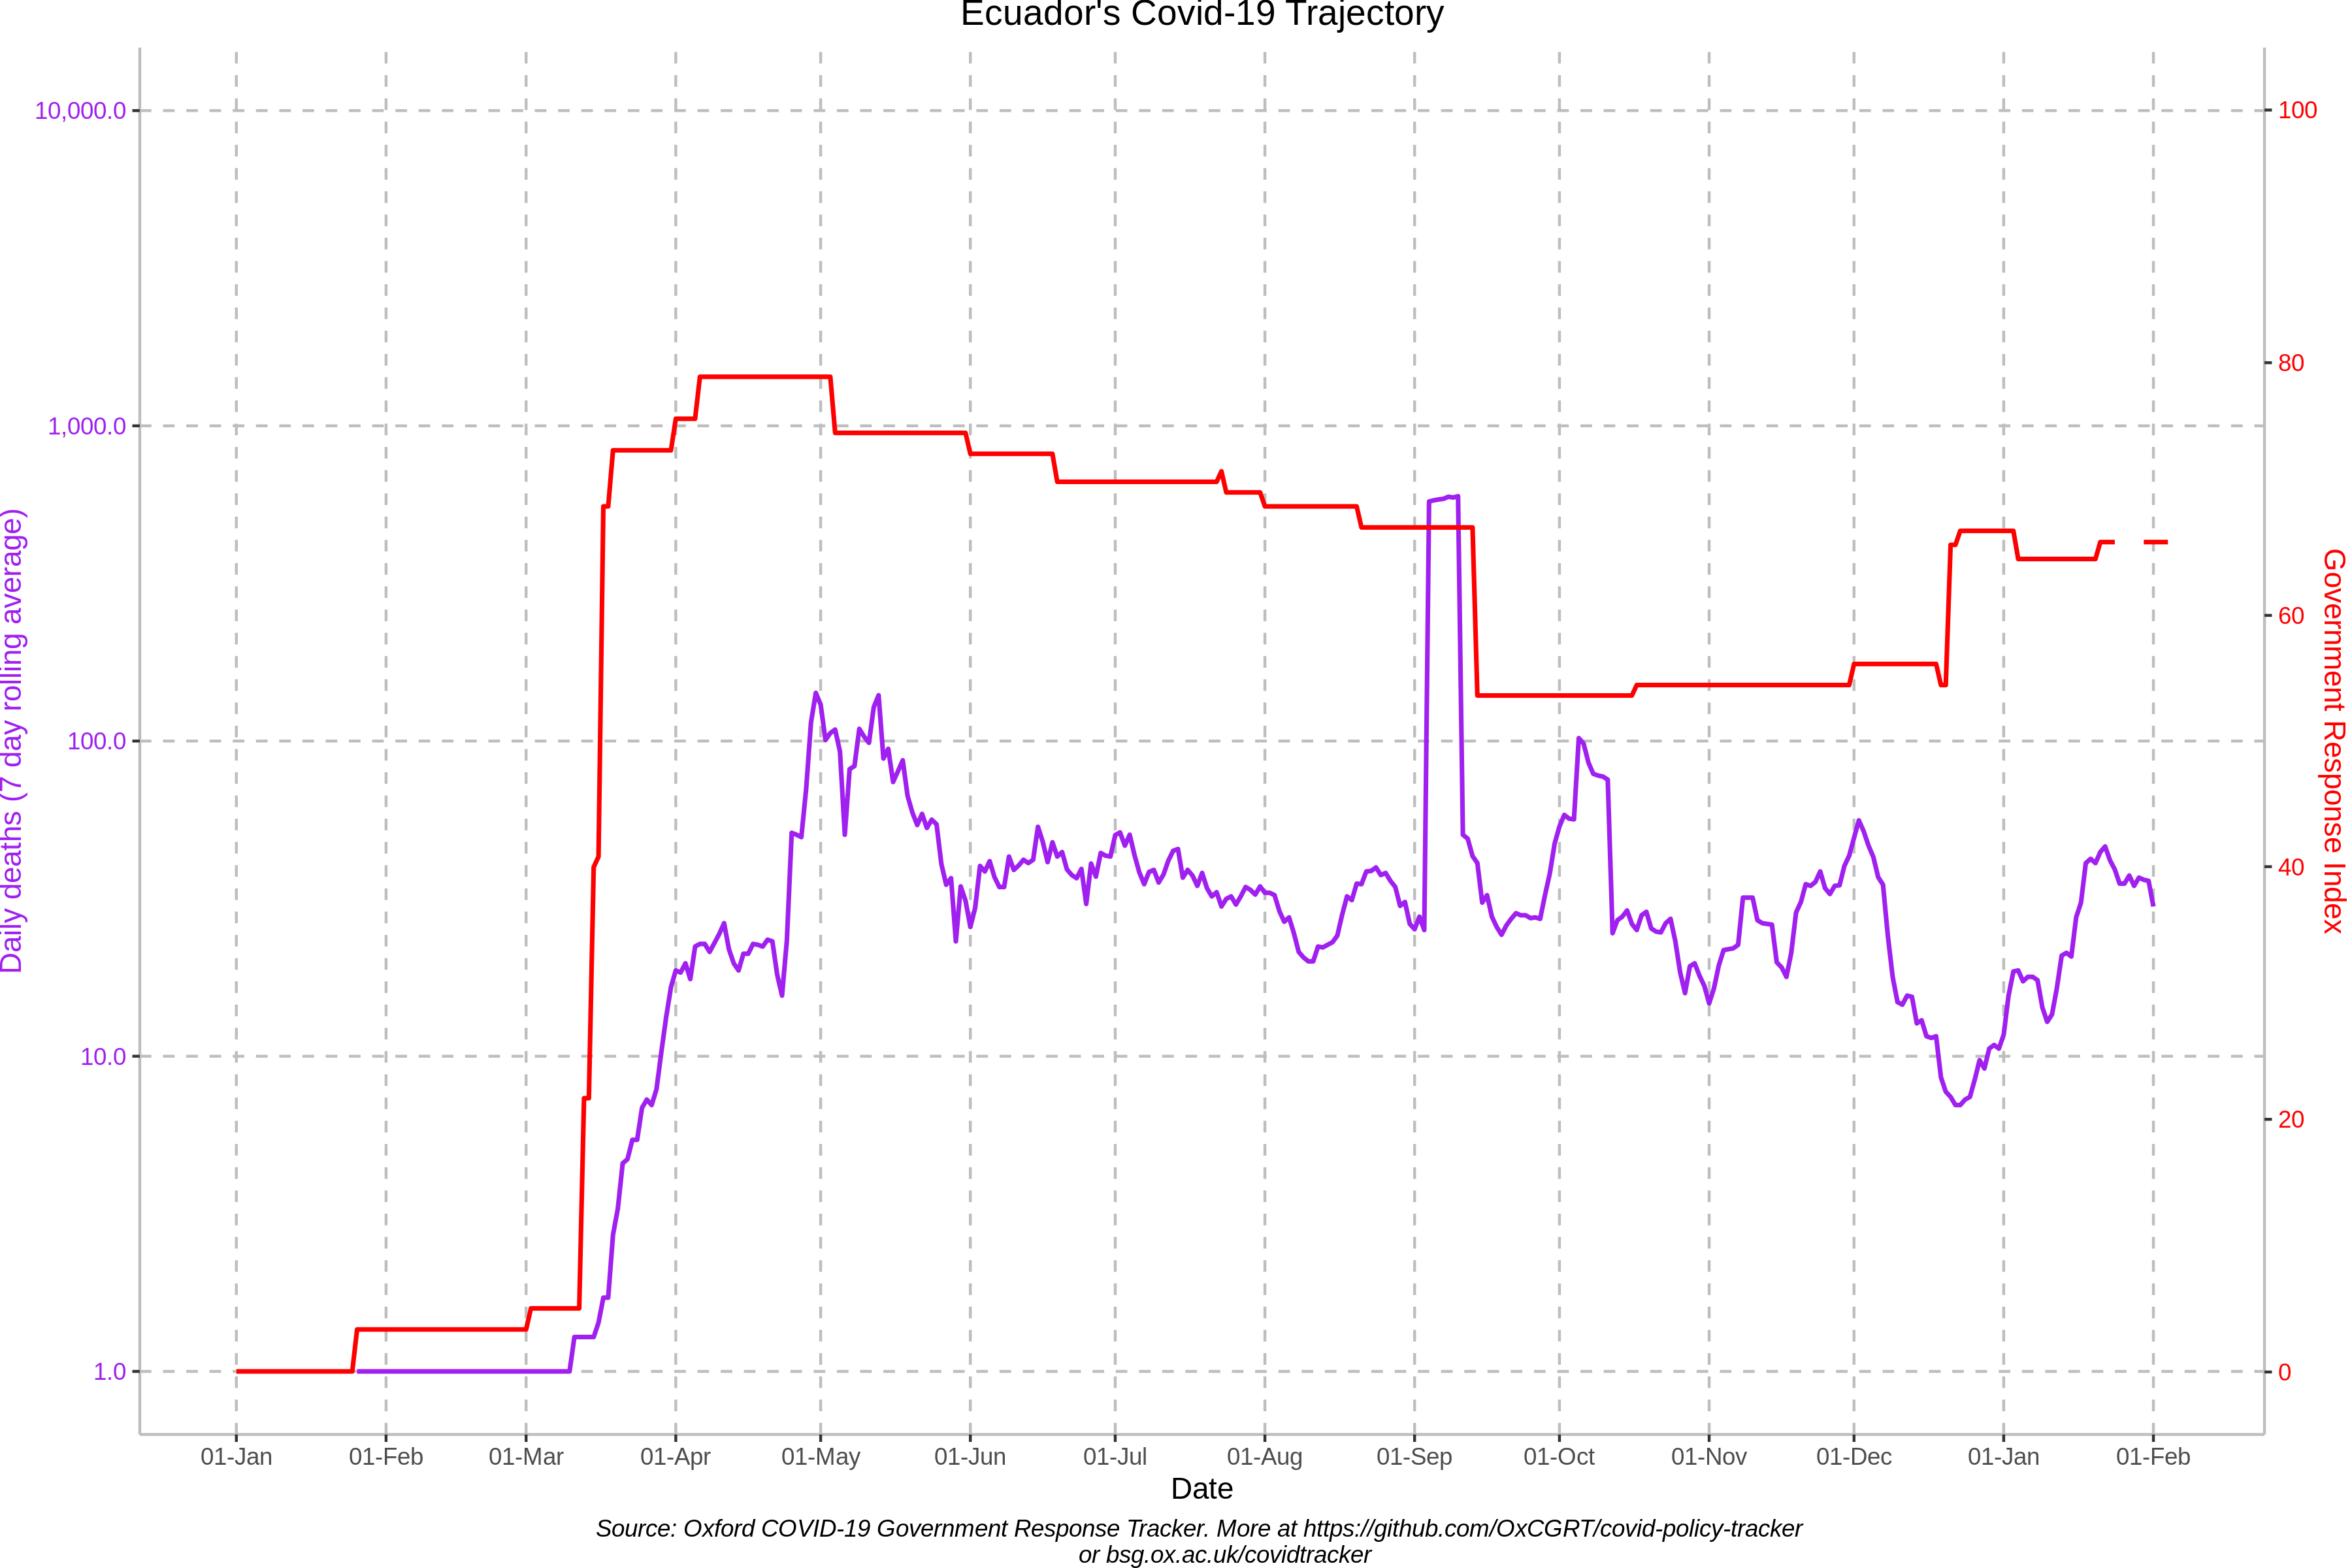 Ecuador's Covid-19 Trajectory
10,000.0
1,000.0
100.0
10.0
1.0
Daily deaths (7 day rolling average)
100
80
60
40
20
0
Government Response Index
01-Jan 01-Feb 01-Mar 01-Apr 01-May 01-Jun 01-Jul 01-Aug 01-Sep 01-Oct 01-Nov 01-Dec 01-Jan 01-Feb
Date
Source: Oxford COVID-19 Government Response Tracker. More at https://github.com/OxCGRT/covid-policy-tracker
or bsg.ox.ac.uk/covidtracker